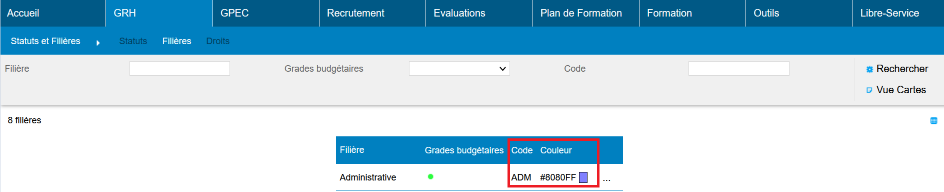 Accueil GRH GPEC Recrutement Evaluations Plan de Formation Formation Outils Libre-Service
Statuts et Filières Statuts Filières Droits
Filière Grades budgétaires Code Rechercher
Vue Cartes
8 filières
Filière Grades budgétaires Code Couleur
Administrative ADM #8080FF ...